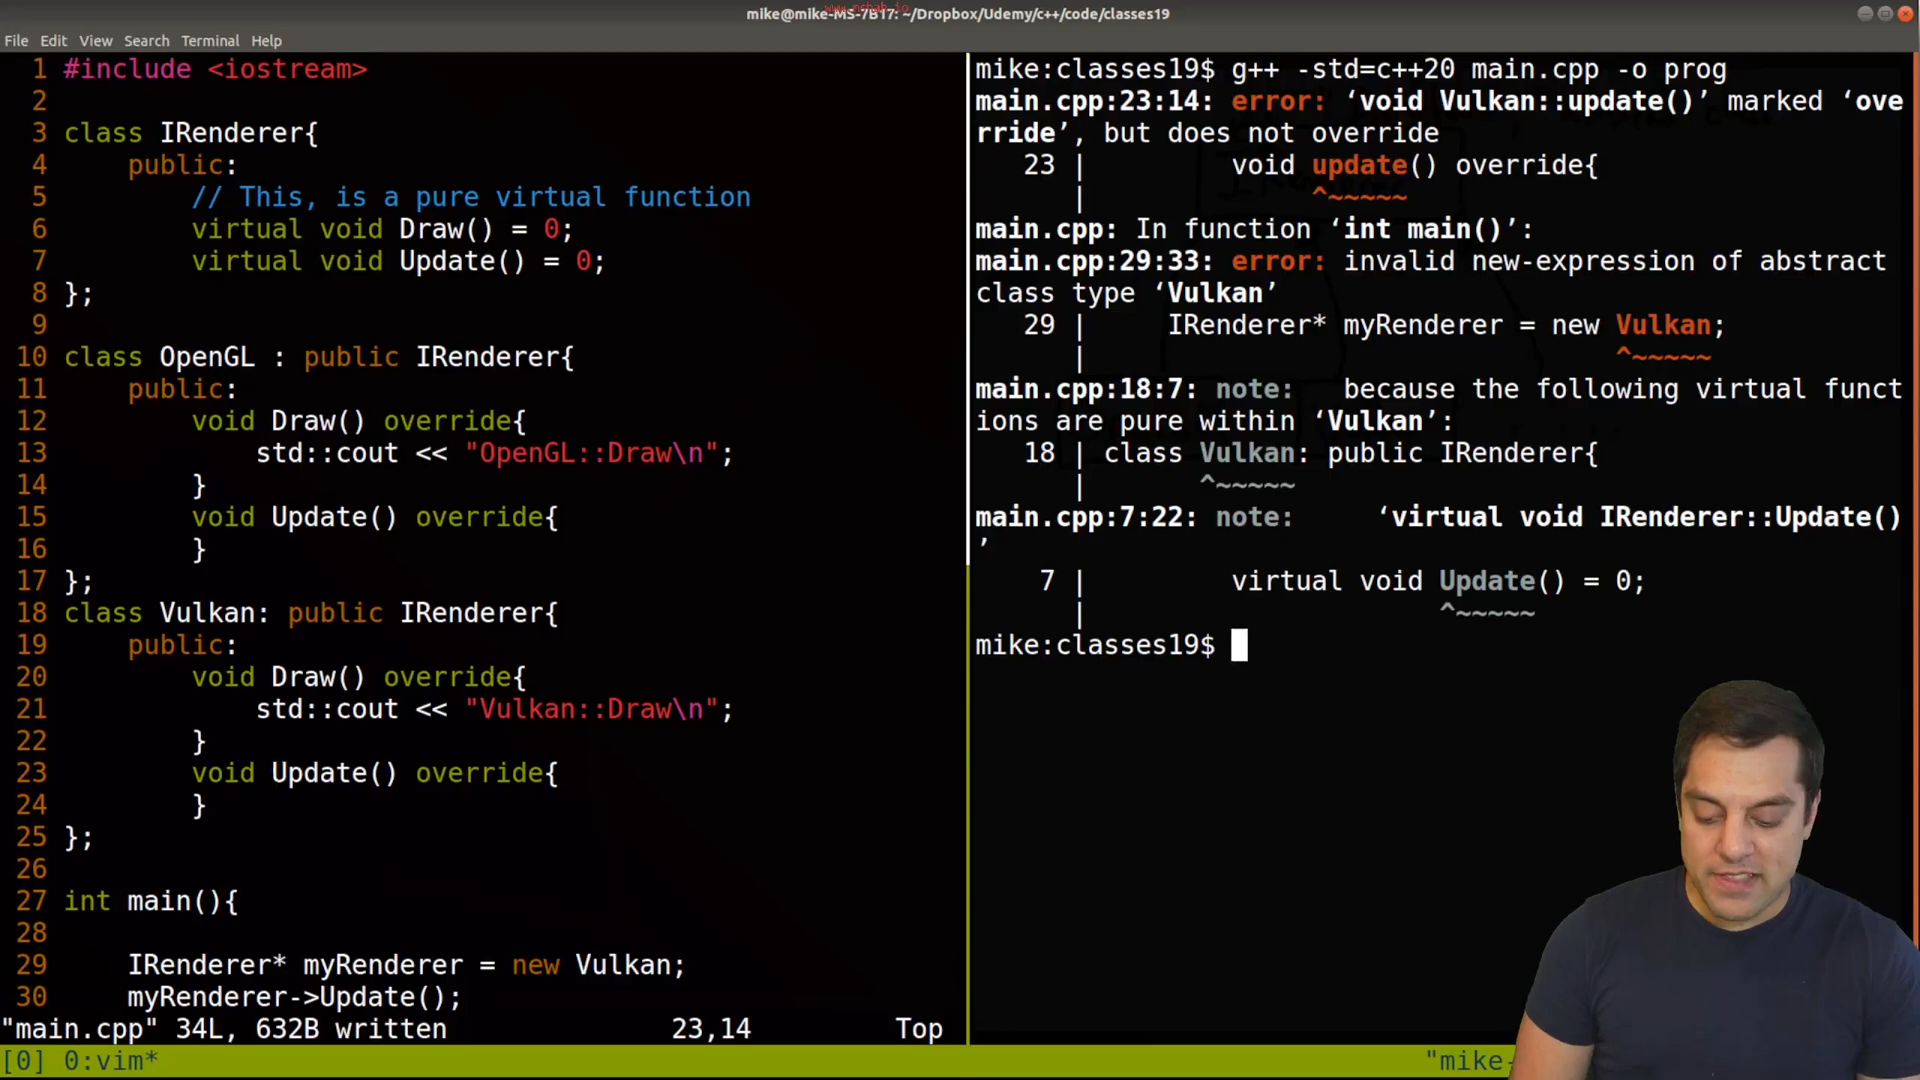 www.mshah.io
mike@mike-MS-7B17: ~/Dropbox/Udemy/c++/code/classes19
File Edit View Search Terminal Help
1 #include <iostream>
2
3 class IRenderer{
4     public:
5         // This, is a pure virtual function
6         virtual void Draw() = 0;
7         virtual void Update() = 0;
8 };
9
10 class OpenGL : public IRenderer{
11     public:
12         void Draw() override{
13             std::cout << "OpenGL::Draw\n";
14         }
15         void Update() override{
16         }
17 };
18 class Vulkan: public IRenderer{
19     public:
20         void Draw() override{
21             std::cout << "Vulkan::Draw\n";
22         }
23         void Update() override{
24         }
25 };
26
27 int main(){
28
29     IRenderer* myRenderer = new Vulkan;
30     myRenderer->Update();
"main.cpp" 34L, 632B written 23,14 Top
mike:classes19$ g++ -std=c++20 main.cpp -o prog
main.cpp:23:14: error: ‘void Vulkan::update()’ marked ‘ove
rride’, but does not override
   23 |         void update() override{
      |              ^~~~~~
main.cpp: In function ‘int main()’:
main.cpp:29:33: error: invalid new-expression of abstract
class type ‘Vulkan’
   29 |     IRenderer* myRenderer = new Vulkan;
      |                                 ^~~~~~
main.cpp:18:7: note:   because the following virtual funct
ions are pure within ‘Vulkan’:
   18 | class Vulkan: public IRenderer{
      |       ^~~~~~
main.cpp:7:22: note:     ‘virtual void IRenderer::Update()
’
    7 |         virtual void Update() = 0;
      |                      ^~~~~~
mike:classes19$
[0] 0:vim* "mike-